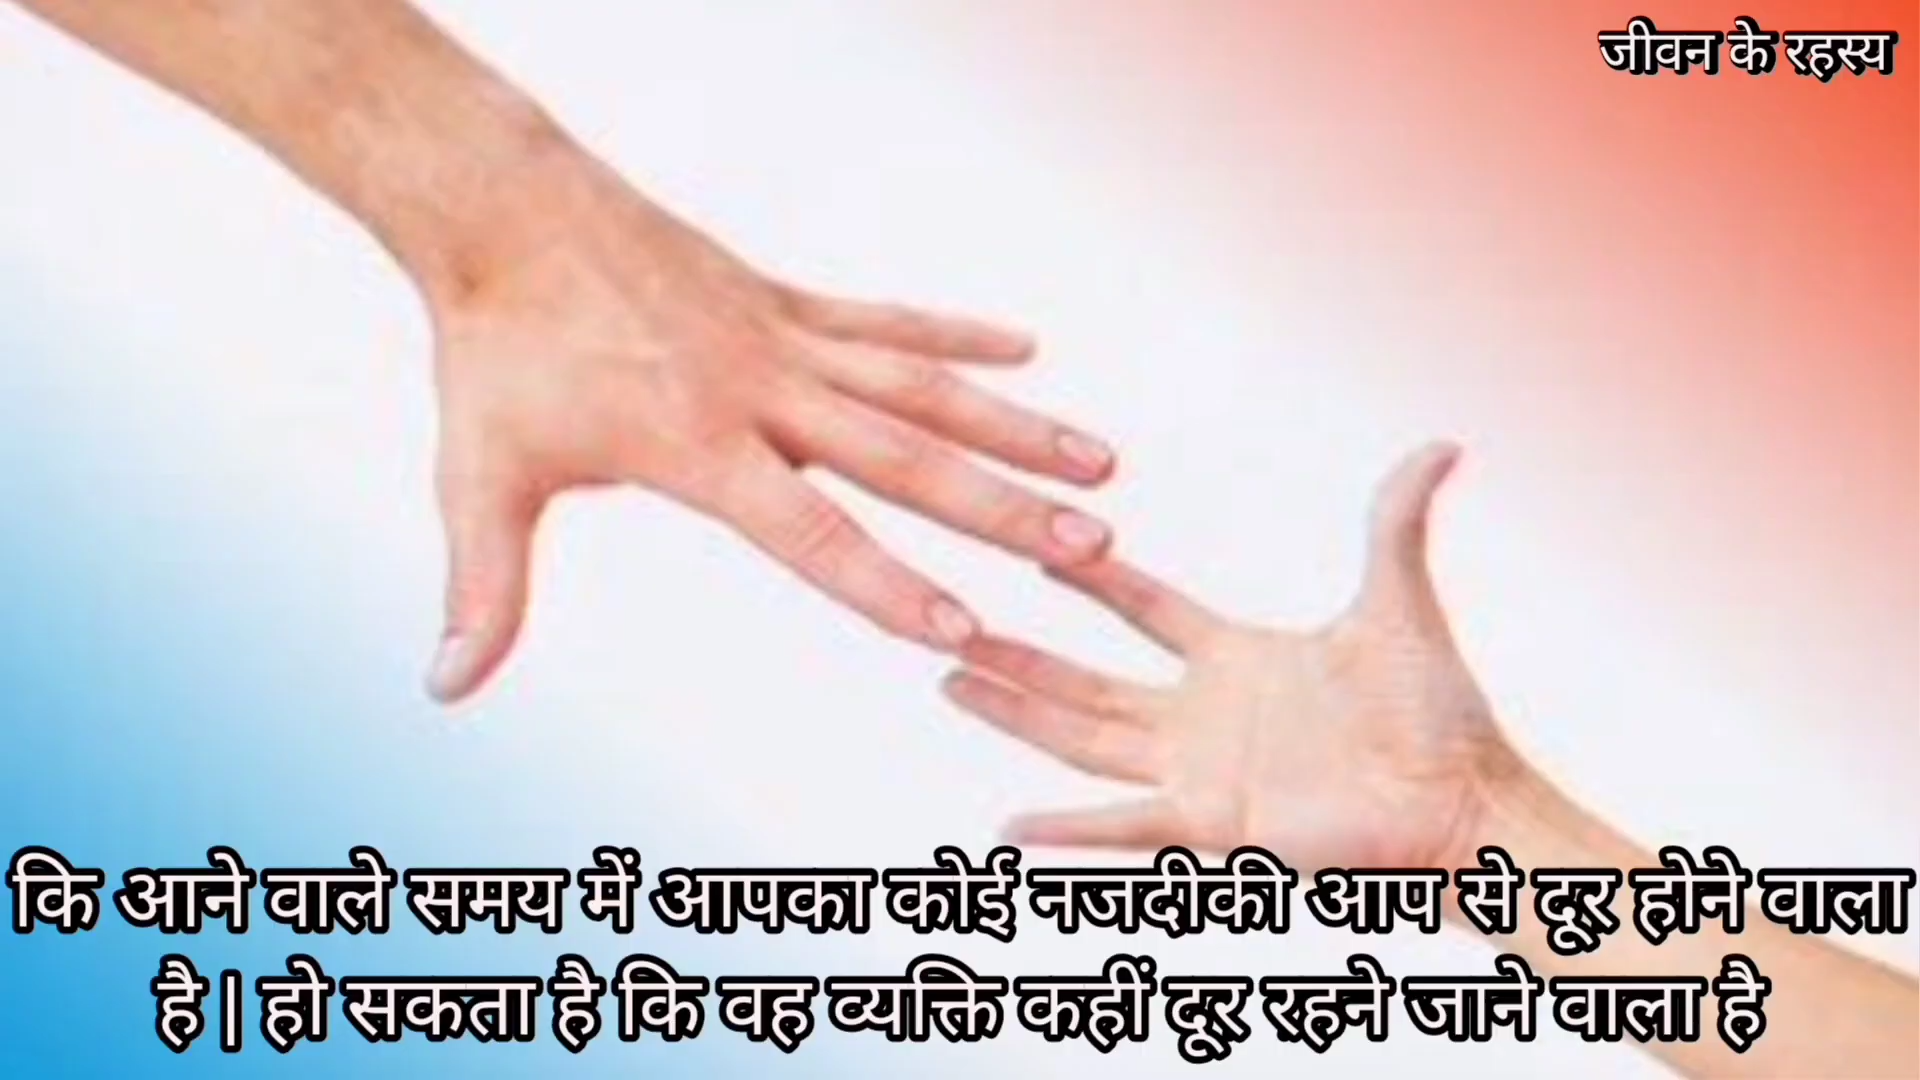 जीवन के रहस्य
कि आने वाले समय में आपका कोई नजदीकी आप से दूर होने वाला
है | हो सकता है कि वह व्यक्ति कहीं दूर रहने जाने वाला है